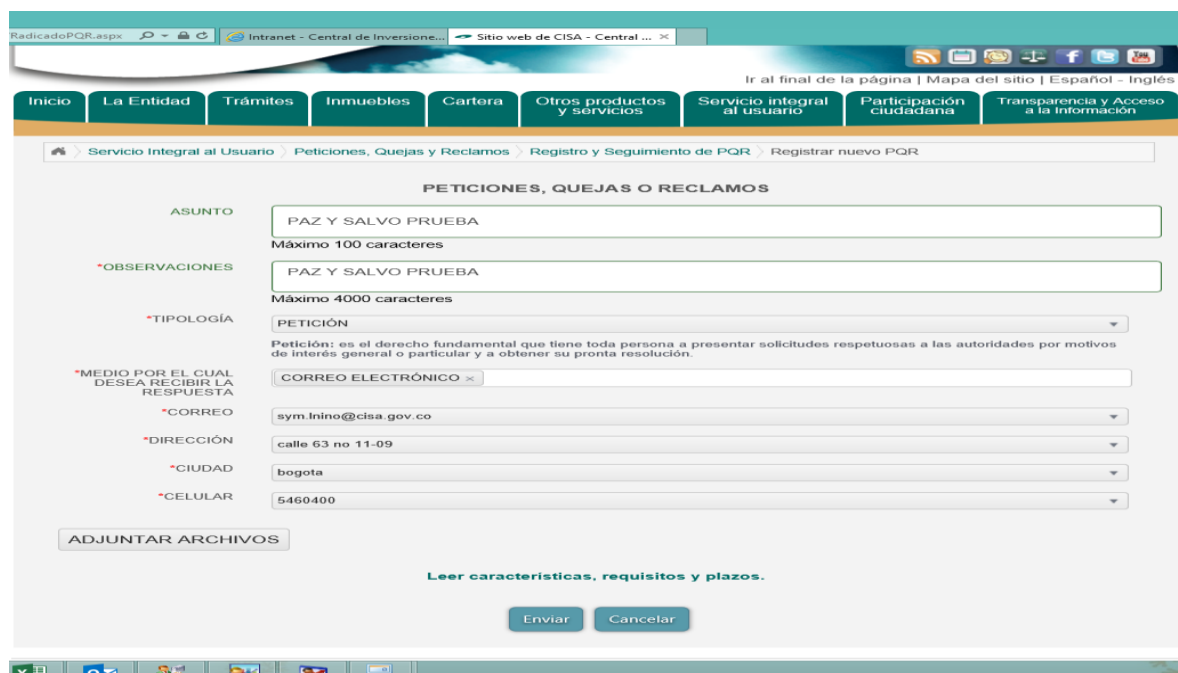 RadicadoPQR.aspx
Intranet - Central de Inversione...
Sitio web de CISA - Central ...
Ir al final de la página | Mapa del sitio | Español - Inglés
Inicio
La Entidad
Trámites
Inmuebles
Cartera
Otros productos
y servicios
Servicio integral
al usuario
Participación
ciudadana
Transparencia y Acceso
a la Información
Servicio Integral al Usuario
Peticiones, Quejas y Reclamos
Registro y Seguimiento de PQR
Registrar nuevo PQR
PETICIONES, QUEJAS O RECLAMOS
ASUNTO
PAZ Y SALVO PRUEBA
Máximo 100 caracteres
*OBSERVACIONES
PAZ Y SALVO PRUEBA
Máximo 4000 caracteres
*TIPOLOGÍA
PETICIÓN
Petición: es el derecho fundamental que tiene toda persona a presentar solicitudes respetuosas a las autoridades por motivos
de interés general o particular y a obtener su pronta resolución.
*MEDIO POR EL CUAL
DESEA RECIBIR LA
RESPUESTA
CORREO ELECTRÓNICO ×
*CORREO
sym.lnino@cisa.gov.co
*DIRECCIÓN
calle 63 no 11-09
*CIUDAD
bogota
*CELULAR
5460400
ADJUNTAR ARCHIVOS
Leer características, requisitos y plazos.
Enviar
Cancelar